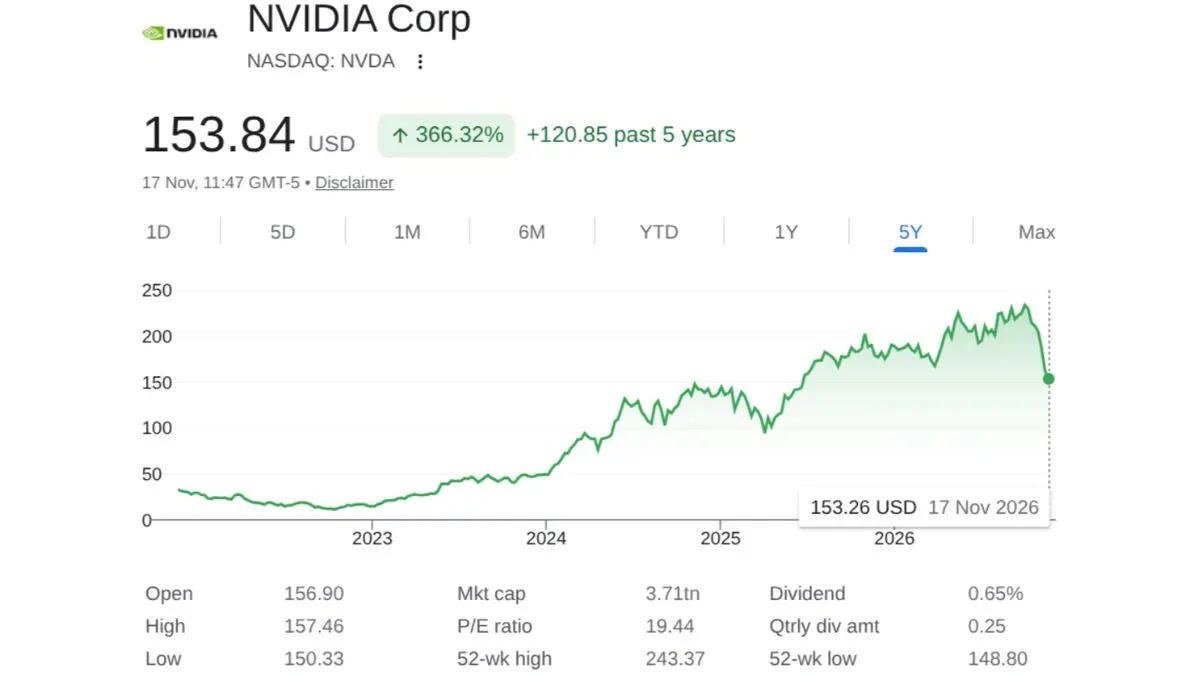 NVIDIA
NVIDIA Corp
NASDAQ: NVDA
153.84 USD ↑ 366.32% +120.85 past 5 years
17 Nov, 11:47 GMT-5 • Disclaimer
1D 5D 1M 6M YTD 1Y 5Y Max
250
200
150
100
50
0
153.26 USD 17 Nov 2026
2023 2024 2025 2026
Open 156.90 Mkt cap 3.71tn Dividend 0.65%
High 157.46 P/E ratio 19.44 Qtrly div amt 0.25
Low 150.33 52-wk high 243.37 52-wk low 148.80